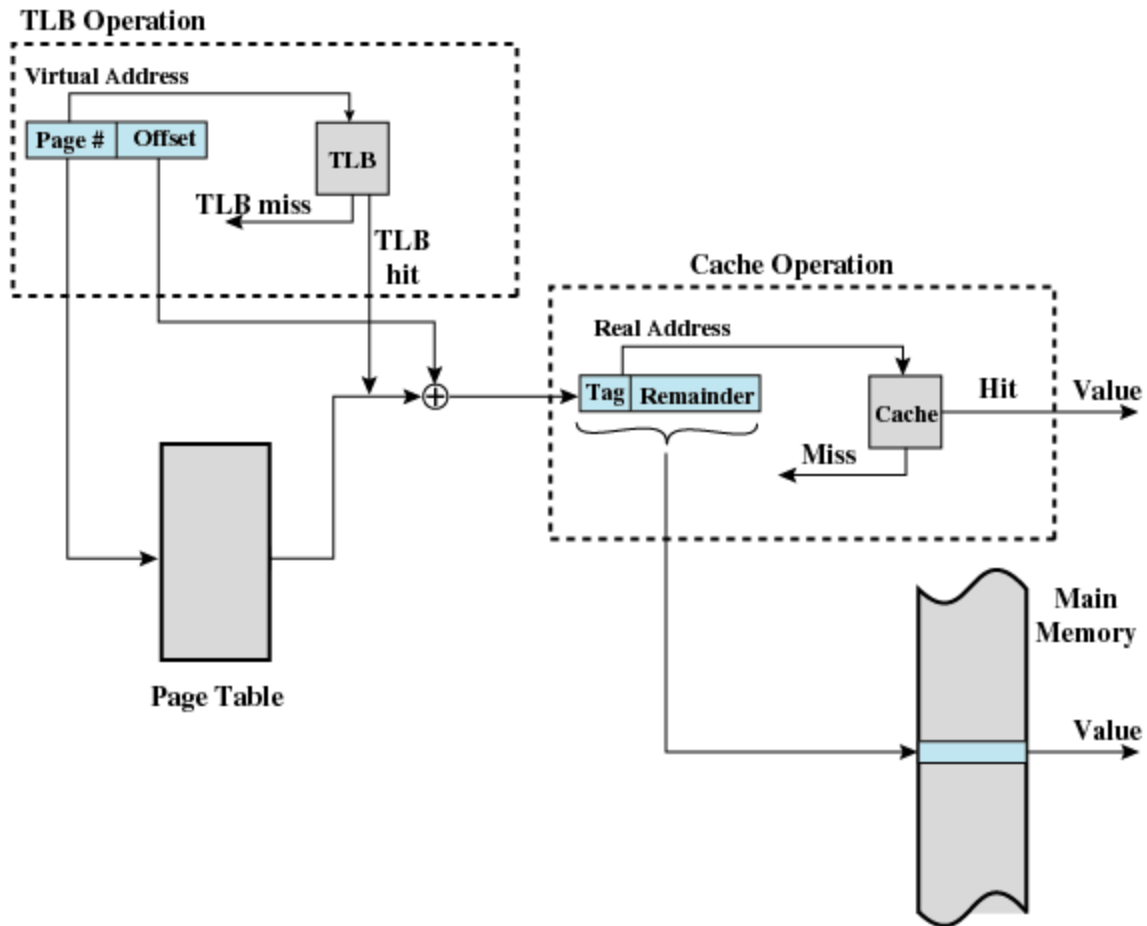 TLB Operation
Virtual Address
Page # Offset
TLB
TLB miss
TLB
hit
Cache Operation
Real Address
Tag Remainder
Cache
Hit
Value
Miss
Main
Memory
Page Table
Value